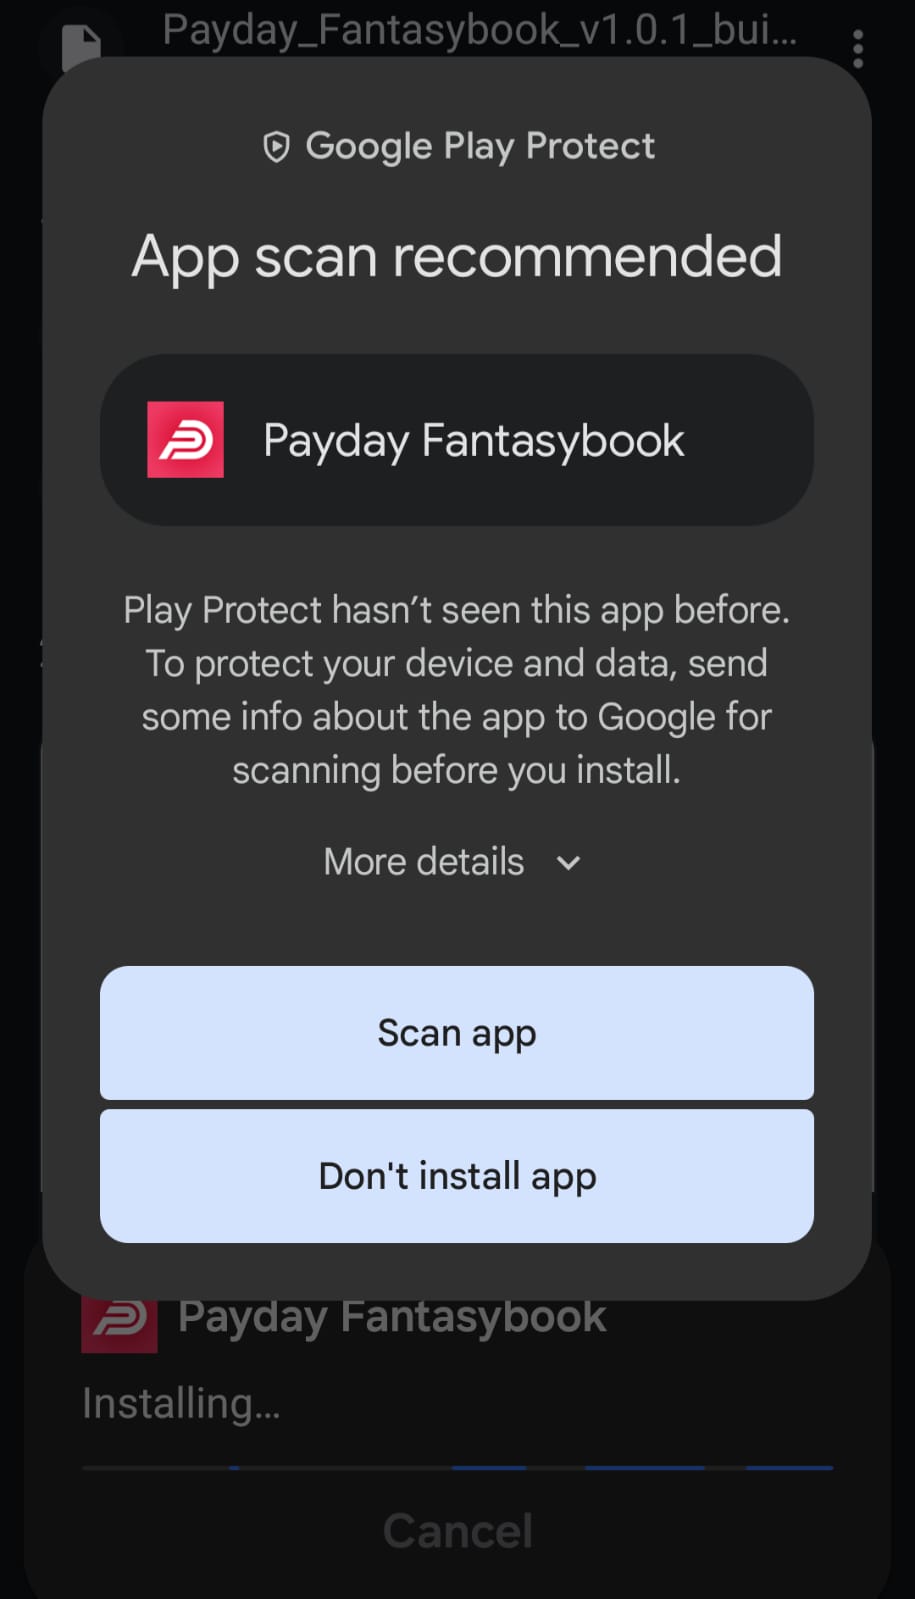 Payday_Fantasybook_v1.0.1_bui...
Google Play Protect
App scan recommended
Payday Fantasybook
Play Protect hasn’t seen this app before.
To protect your device and data, send
some info about the app to Google for
scanning before you install.
More details
Scan app
Don't install app
Payday Fantasybook
Installing...
Cancel